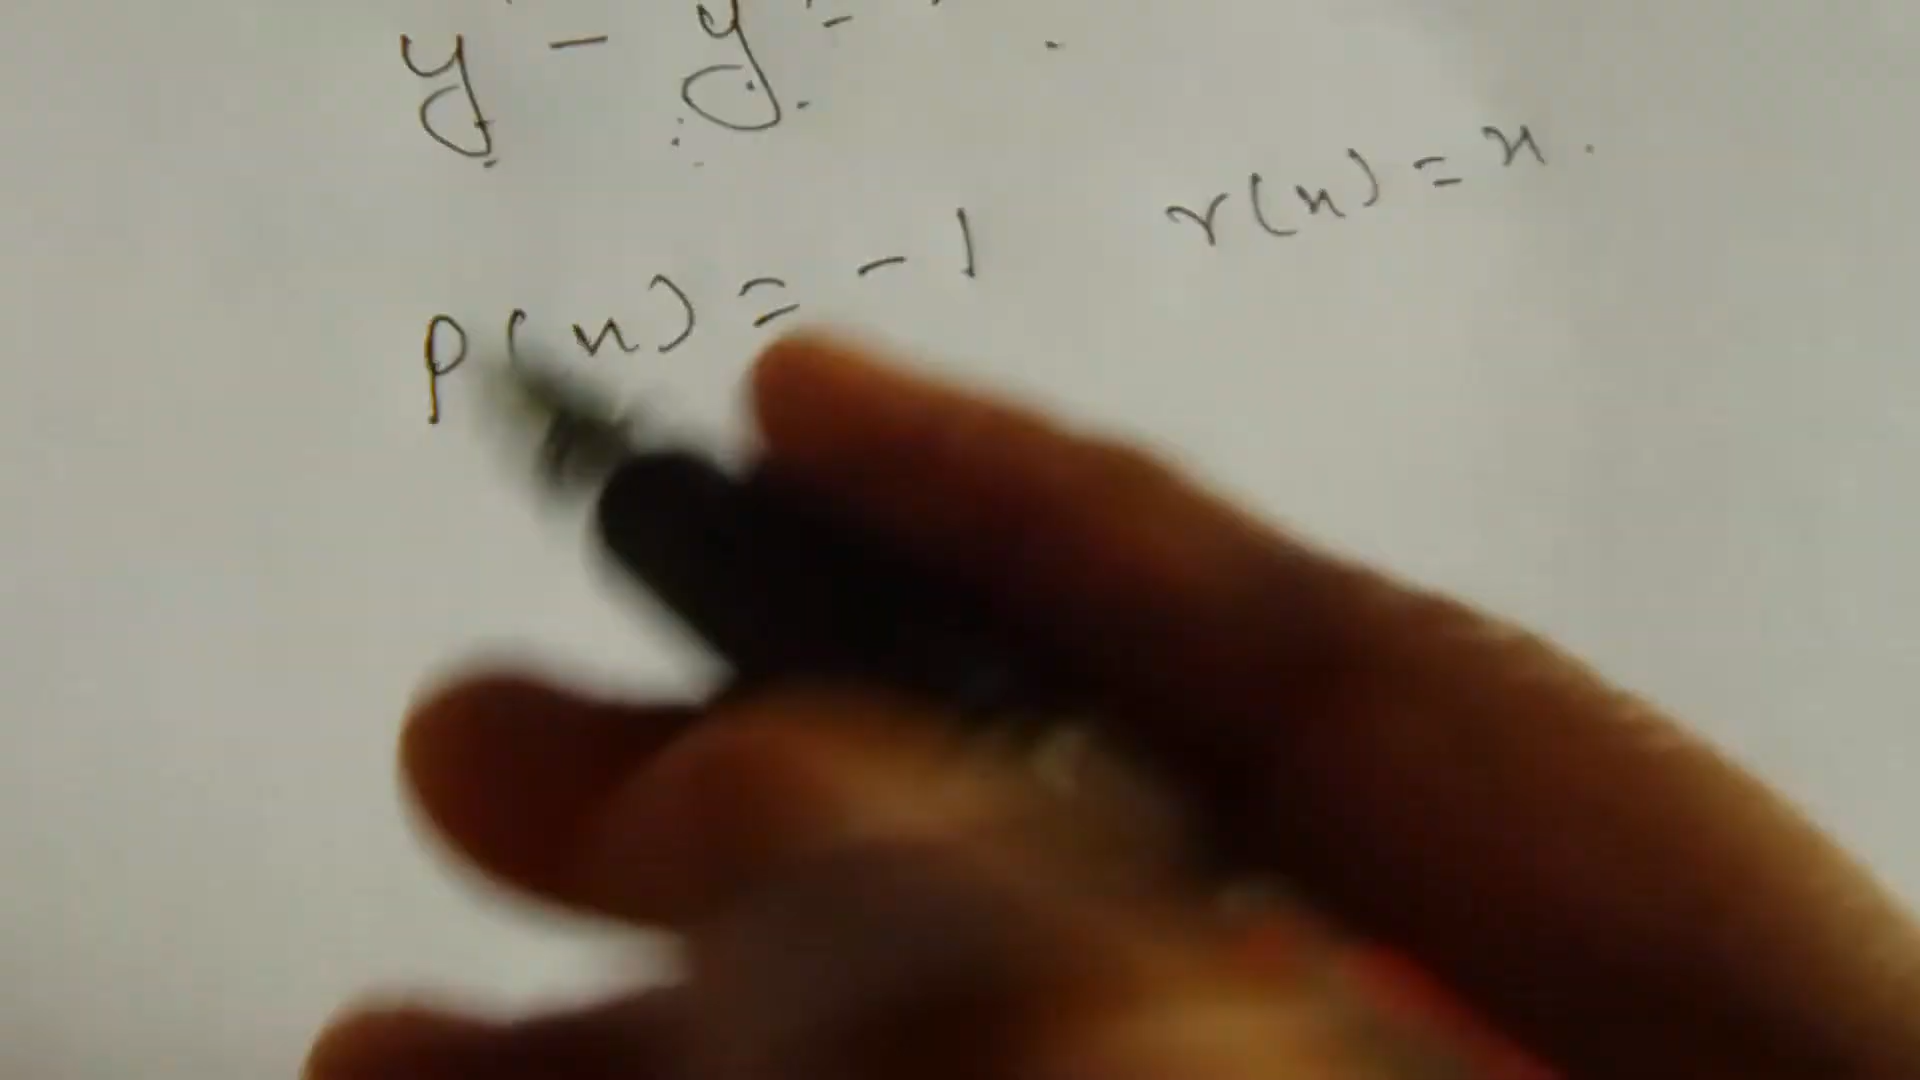 y' - y =
r(x) = x.
p(x) = -1